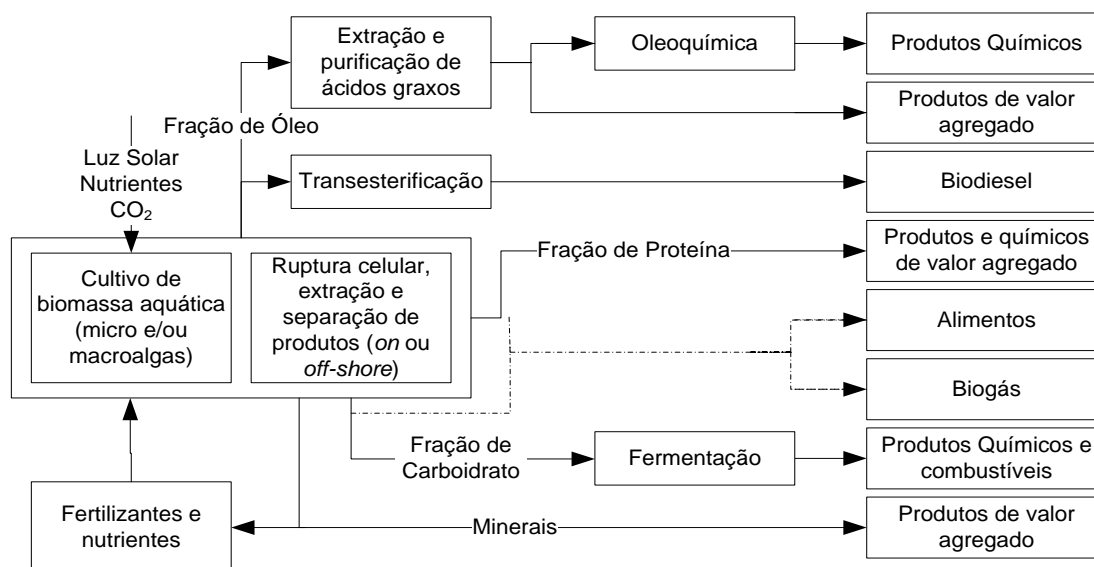 Extração e
purificação de
ácidos graxos
Oleoquímica
Produtos Químicos
Produtos de valor
agregado
Fração de Óleo
Luz Solar
Nutrientes
CO₂
Transesterificação
Biodiesel
Fração de Proteína
Produtos e químicos
de valor agregado
Cultivo de
biomassa aquática
(micro e/ou
macroalgas)
Ruptura celular,
extração e
separação de
produtos (on ou
off-shore)
Alimentos
Biogás
Fração de
Carboidrato
Fermentação
Produtos Químicos e
combustíveis
Fertilizantes e
nutrientes
Minerais
Produtos de valor
agregado